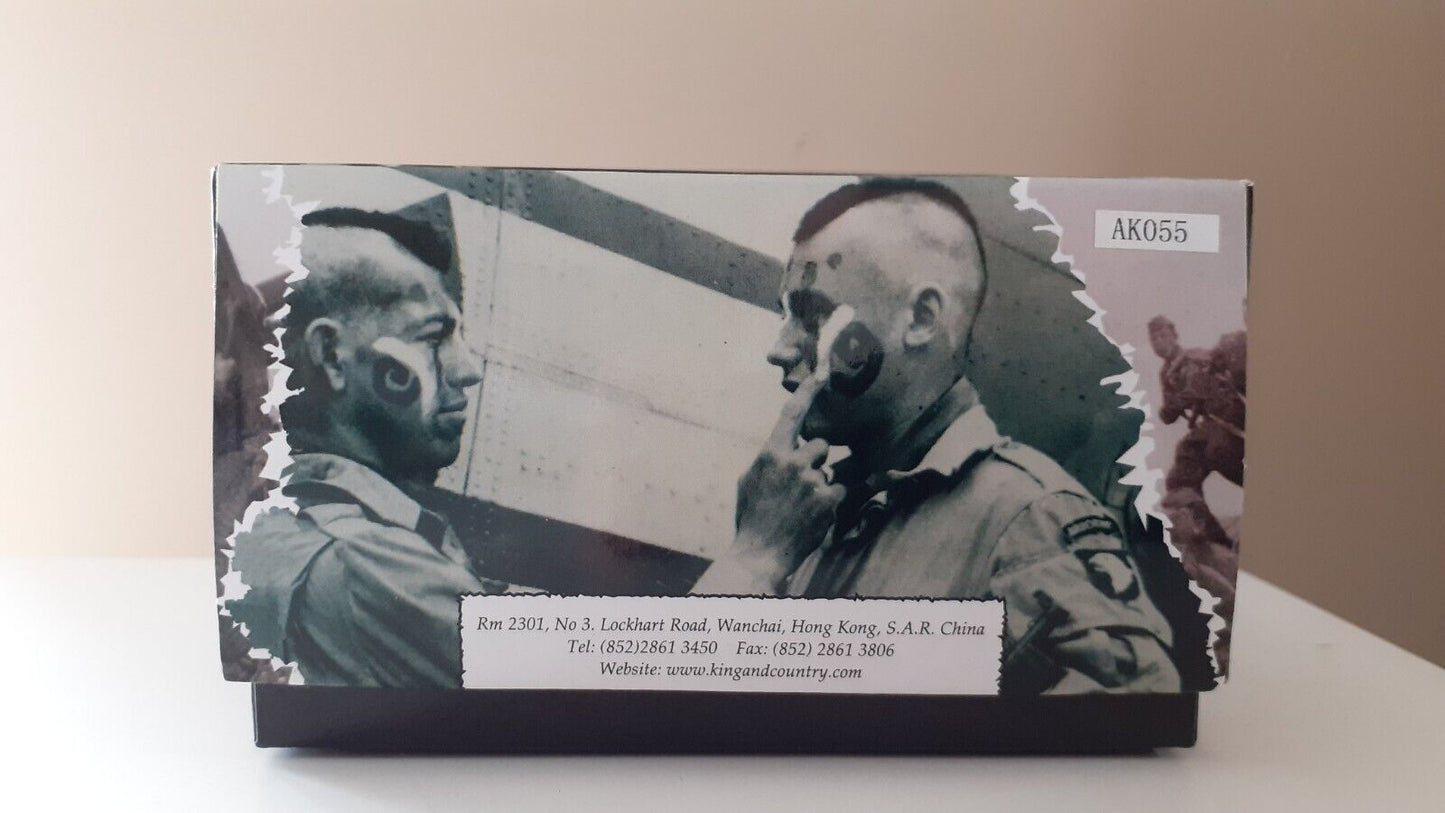 AK055
Rm 2301, No 3. Lockhart Road, Wanchai, Hong Kong, S.A.R. China
Tel: (852)2861 3450 Fax: (852) 2861 3806
Website: www.kingandcountry.com